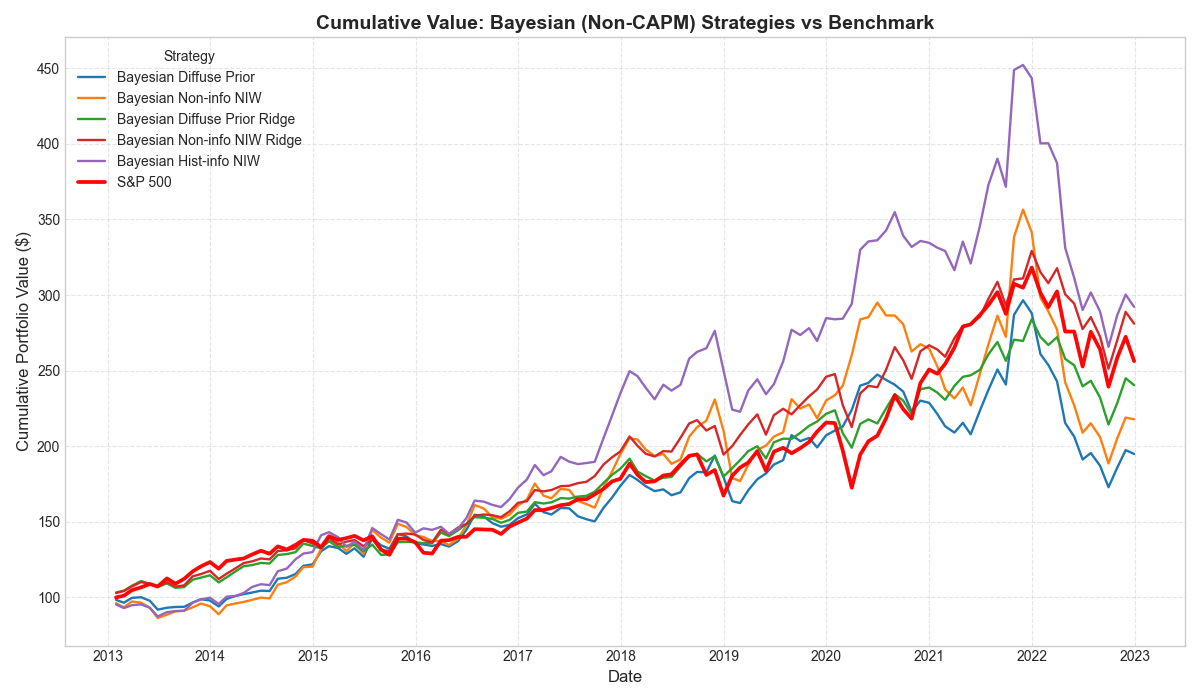 Cumulative Value: Bayesian (Non-CAPM) Strategies vs Benchmark
Strategy
Bayesian Diffuse Prior
Bayesian Non-info NIW
Bayesian Diffuse Prior Ridge
Bayesian Non-info NIW Ridge
Bayesian Hist-info NIW
S&P 500
Cumulative Portfolio Value ($)
450
400
350
300
250
200
150
100
2013 2014 2015 2016 2017 2018 2019 2020 2021 2022 2023
Date